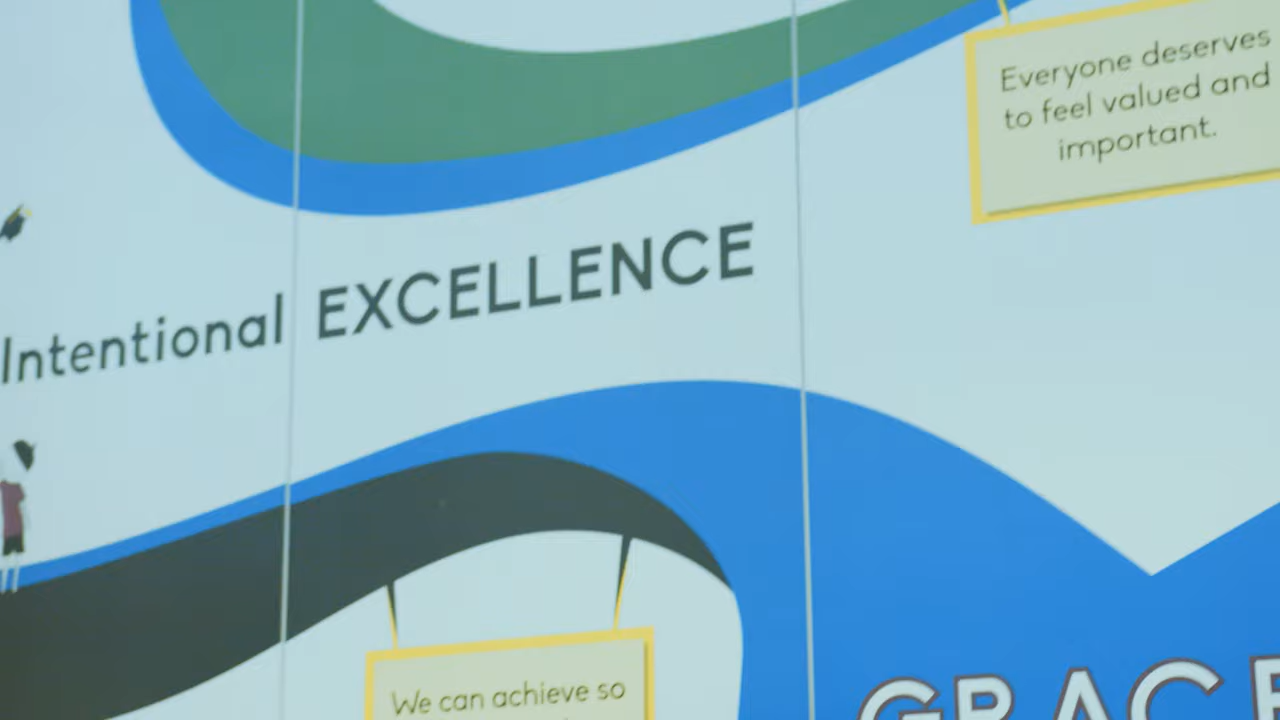 Everyone deserves
to feel valued and
important.
Intentional EXCELLENCE
We can achieve so
GRACE